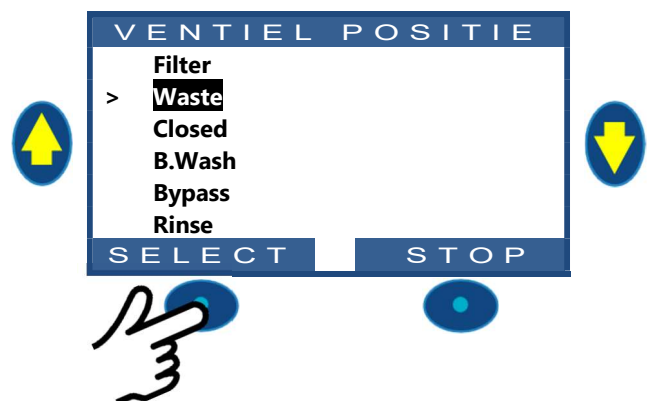 VENTIEL POSITIE
Filter
> Waste
Closed
B.Wash
Bypass
Rinse
SELECT STOP